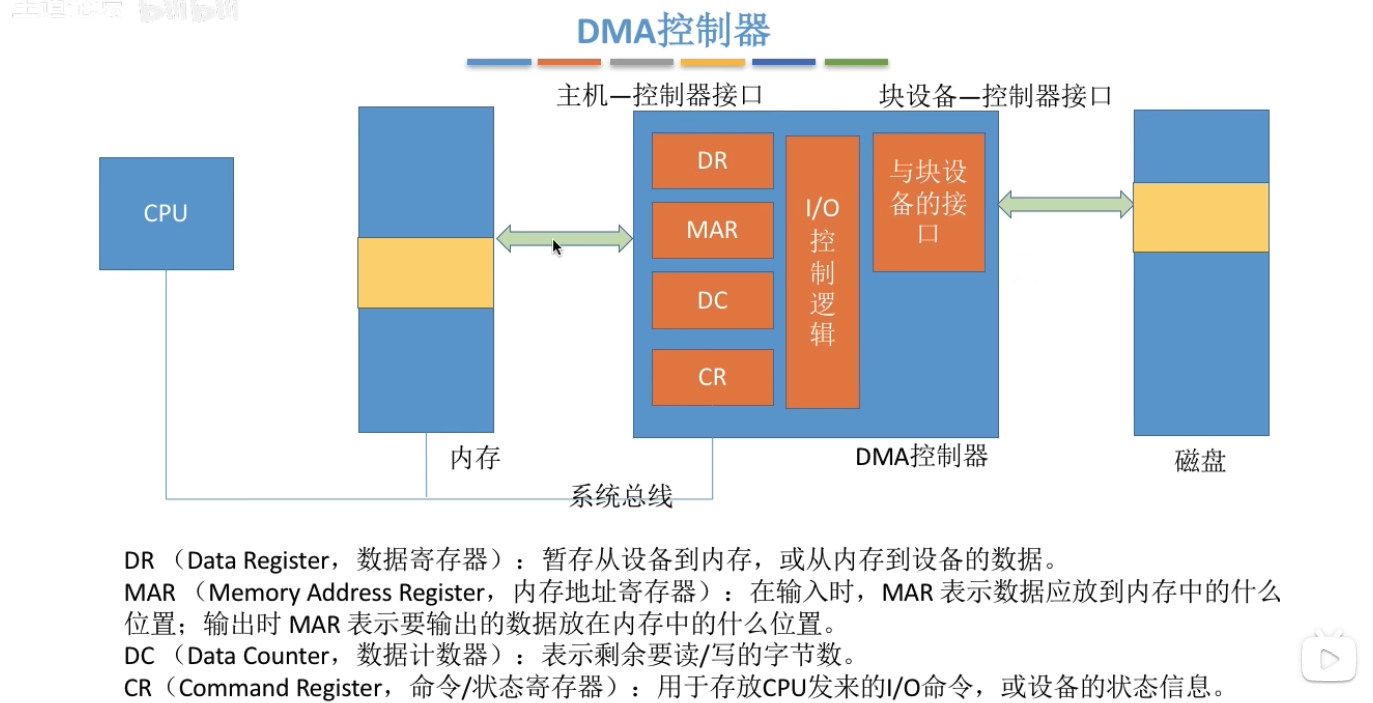 DMA控制器
主机—控制器接口
块设备—控制器接口
CPU
DR
MAR
DC
CR
I/O
控
制
逻
辑
与块设
备的接
口
内存
DMA控制器
磁盘
系统总线
DR （Data Register，数据寄存器）：暂存从设备到内存，或从内存到设备的数据。
MAR （Memory Address Register，内存地址寄存器）：在输入时，MAR 表示数据应放到内存中的什么
位置；输出时 MAR 表示要输出的数据放在内存中的什么位置。
DC （Data Counter，数据计数器）：表示剩余要读/写的字节数。
CR（Command Register，命令/状态寄存器）：用于存放CPU发来的I/O命令，或设备的状态信息。